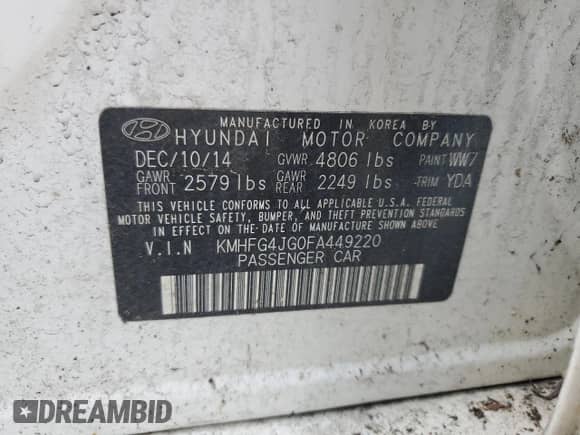 MANUFACTURED IN KOREA BY
HYUNDAI MOTOR COMPANY
DEC/10/14 GVWR 4806 lbs PAINT WW7
GAWR FRONT 2579 lbs GAWR REAR 2249 lbs TRIM YDA
THIS VEHICLE CONFORMS TO ALL APPLICABLE U.S.A. FEDERAL
MOTOR VEHICLE SAFETY, BUMPER, AND THEFT PREVENTION STANDARDS
IN EFFECT ON THE DATE OF MANUFACTURE SHOWN ABOVE.
V.I.N KMHFG4JG0FA449220
PASSENGER CAR
DREAMBID